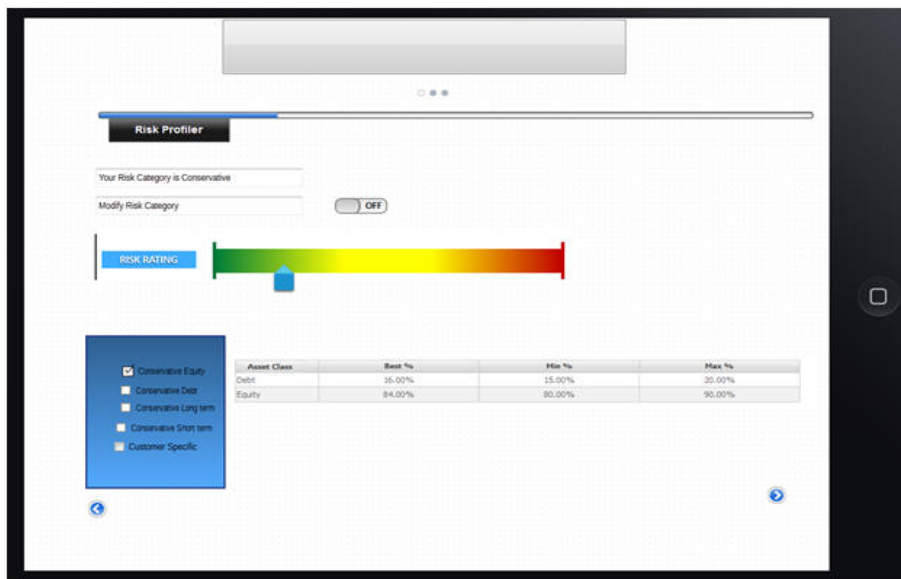 Risk Profiler
Your Risk Category is Conservative
Modify Risk Category
OFF
RISK RATING
Conservative Equity
Conservative Debt
Conservative Long term
Conservative Short term
Customer Specific
Asset Class Best % Min % Max %
Debt 16.00% 15.00% 20.00%
Equity 84.00% 80.00% 90.00%